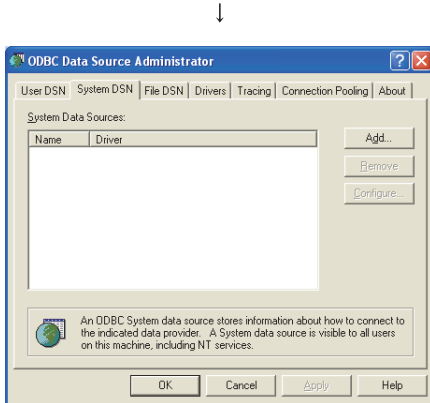 ↓
ODBC Data Source Administrator
User DSN System DSN File DSN Drivers Tracing Connection Pooling About
System Data Sources:
Name Driver
Add...
Remove
Configure...
An ODBC System data source stores information about how to connect to
the indicated data provider. A System data source is visible to all users
on this machine, including NT services.
OK Cancel Apply Help